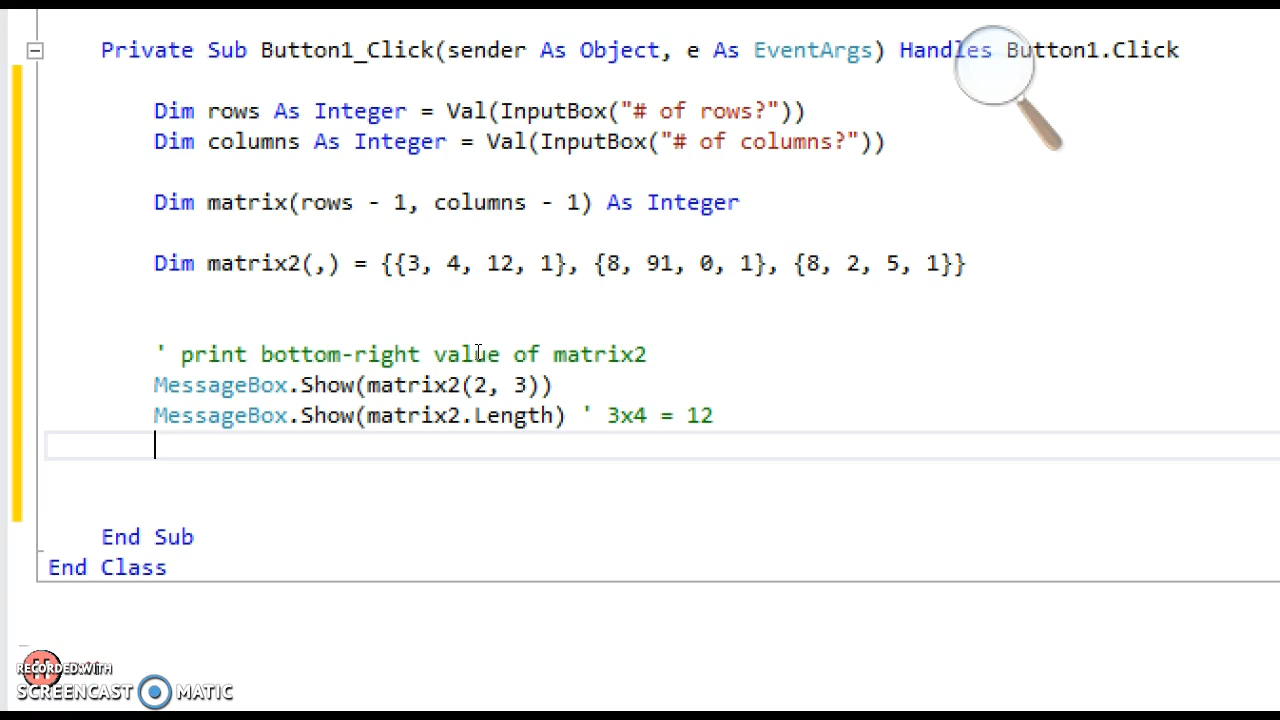 Private Sub Button1_Click(sender As Object, e As EventArgs) Handles Button1.Click
Dim rows As Integer = Val(InputBox("# of rows?"))
Dim columns As Integer = Val(InputBox("# of columns?"))
Dim matrix(rows - 1, columns - 1) As Integer
Dim matrix2(,) = {{3, 4, 12, 1}, {8, 91, 0, 1}, {8, 2, 5, 1}}
' print bottom-right value of matrix2
MessageBox.Show(matrix2(2, 3))
MessageBox.Show(matrix2.Length) ' 3x4 = 12
End Sub
End Class
RECORDED WITH
SCREENCAST MATIC